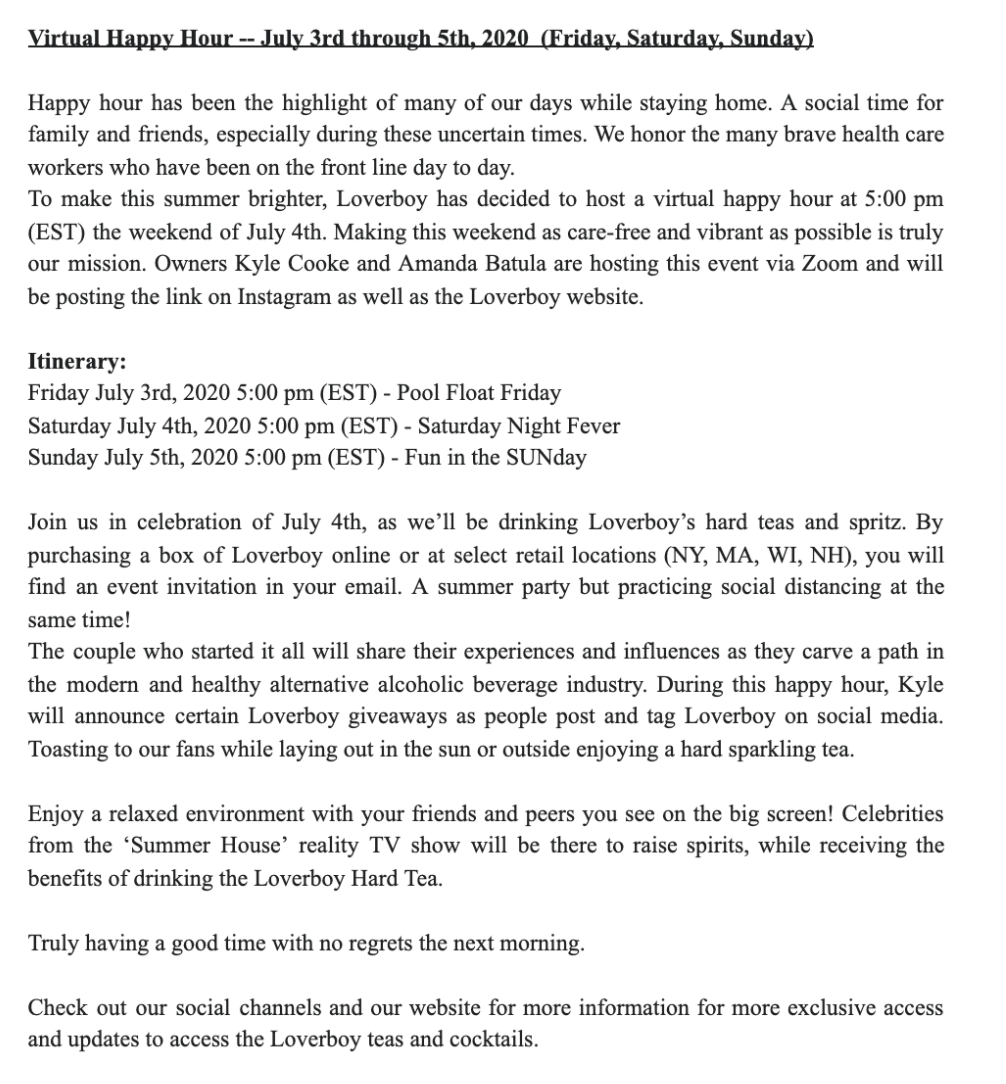 Virtual Happy Hour -- July 3rd through 5th, 2020  (Friday, Saturday, Sunday)
Happy hour has been the highlight of many of our days while staying home. A social time for
family and friends, especially during these uncertain times. We honor the many brave health care
workers who have been on the front line day to day.
To make this summer brighter, Loverboy has decided to host a virtual happy hour at 5:00 pm
(EST) the weekend of July 4th. Making this weekend as care-free and vibrant as possible is truly
our mission. Owners Kyle Cooke and Amanda Batula are hosting this event via Zoom and will
be posting the link on Instagram as well as the Loverboy website.
Itinerary:
Friday July 3rd, 2020 5:00 pm (EST) - Pool Float Friday
Saturday July 4th, 2020 5:00 pm (EST) - Saturday Night Fever
Sunday July 5th, 2020 5:00 pm (EST) - Fun in the SUNday
Join us in celebration of July 4th, as we’ll be drinking Loverboy’s hard teas and spritz. By
purchasing a box of Loverboy online or at select retail locations (NY, MA, WI, NH), you will
find an event invitation in your email. A summer party but practicing social distancing at the
same time!
The couple who started it all will share their experiences and influences as they carve a path in
the modern and healthy alternative alcoholic beverage industry. During this happy hour, Kyle
will announce certain Loverboy giveaways as people post and tag Loverboy on social media.
Toasting to our fans while laying out in the sun or outside enjoying a hard sparkling tea.
Enjoy a relaxed environment with your friends and peers you see on the big screen! Celebrities
from the ‘Summer House’ reality TV show will be there to raise spirits, while receiving the
benefits of drinking the Loverboy Hard Tea.
Truly having a good time with no regrets the next morning.
Check out our social channels and our website for more information for more exclusive access
and updates to access the Loverboy teas and cocktails.